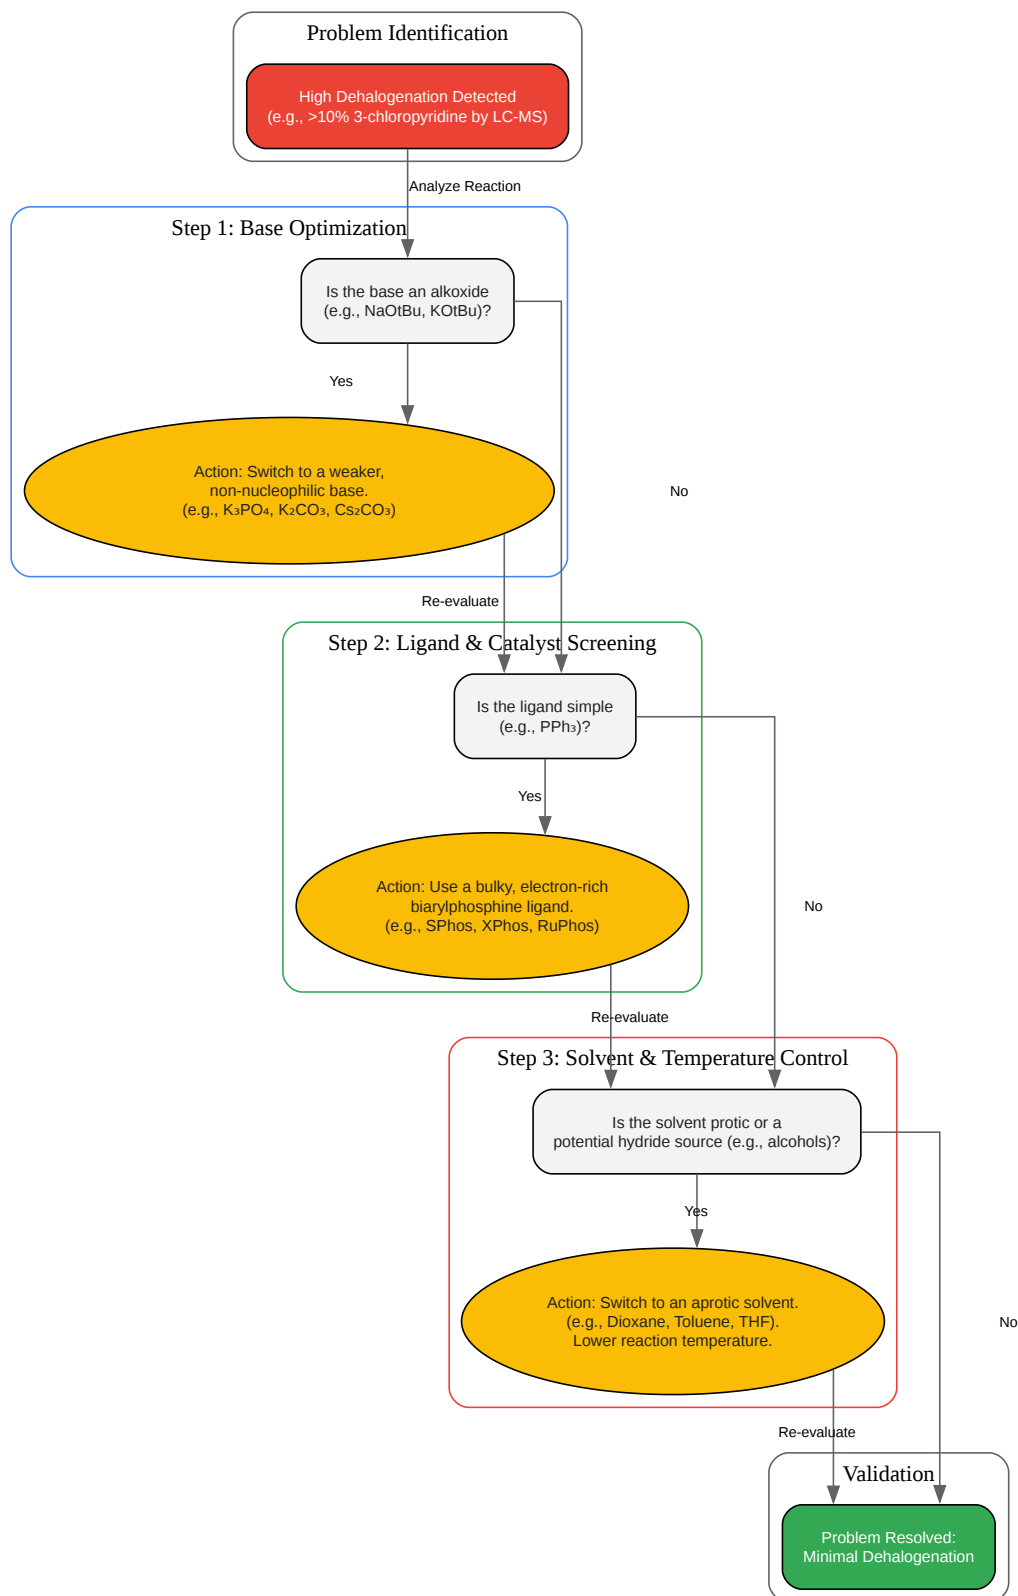 Problem Identification
High Dehalogenation Detected
(e.g., >10% 3-chloropyridine by LC-MS)
Analyze Reaction
Step 1: Base Optimization
Is the base an alkoxide
(e.g., NaOtBu, KOtBu)?
Yes
Action: Switch to a weaker,
non-nucleophilic base.
(e.g., K₃PO₄, K₂CO₃, Cs₂CO₃)
No
Re-evaluate
Step 2: Ligand & Catalyst Screening
Is the ligand simple
(e.g., PPh₃)?
Yes
Action: Use a bulky, electron-rich
biarylphosphine ligand.
(e.g., SPhos, XPhos, RuPhos)
No
Re-evaluate
Step 3: Solvent & Temperature Control
Is the solvent protic or a
potential hydride source (e.g., alcohols)?
Yes
Action: Switch to an aprotic solvent.
(e.g., Dioxane, Toluene, THF).
Lower reaction temperature.
No
Re-evaluate
Validation
Problem Resolved:
Minimal Dehalogenation